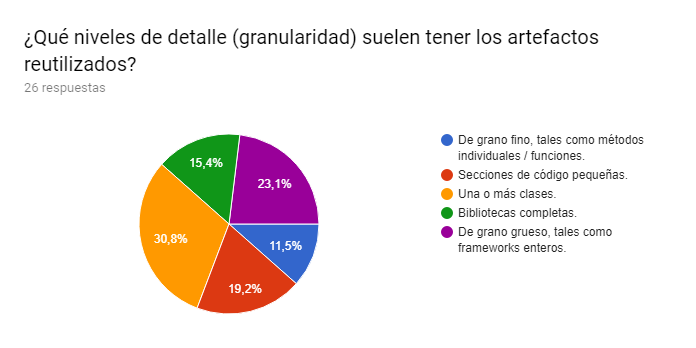 ¿Qué niveles de detalle (granularidad) suelen tener los artefactos
reutilizados?
26 respuestas
15,4%
23,1%
30,8%
11,5%
19,2%
De grano fino, tales como métodos
individuales / funciones.
Secciones de código pequeñas.
Una o más clases.
Bibliotecas completas.
De grano grueso, tales como
frameworks enteros.